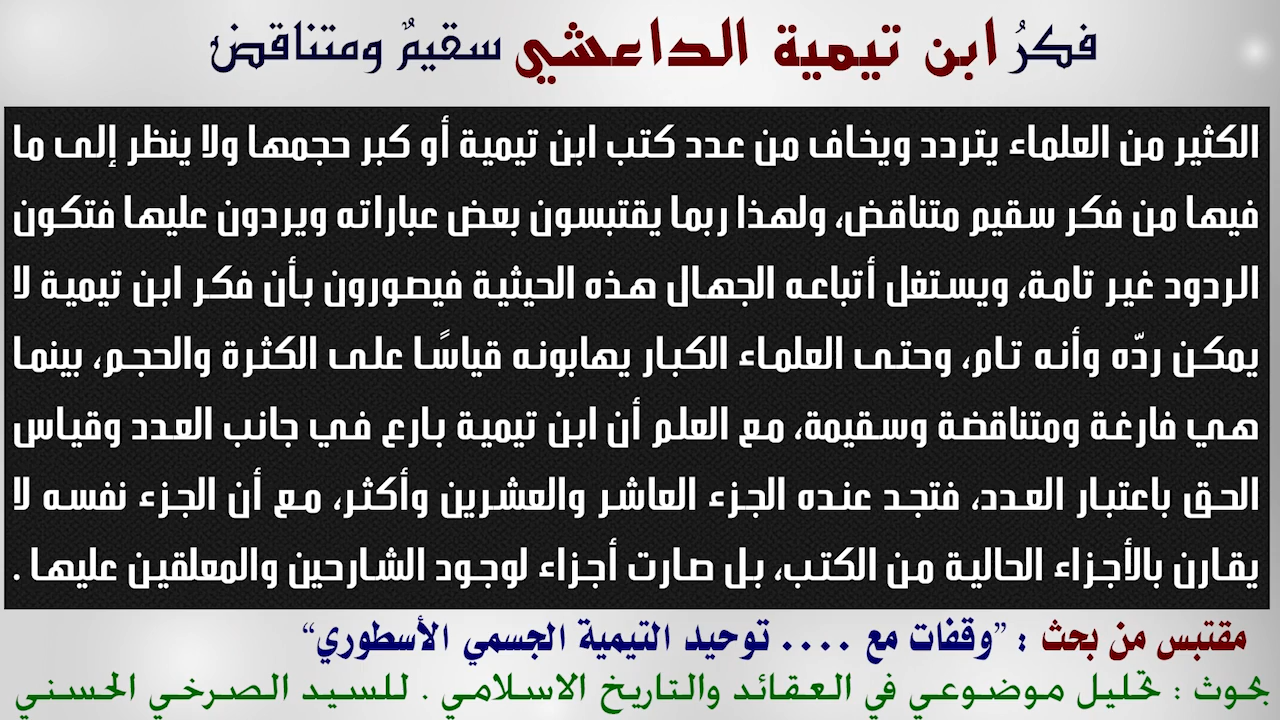 فكرُ ابن تيمية الداعشي سقيمٌ ومتناقض
الكثير من العلماء يتردد ويخاف من عدد كتب ابن تيمية أو كبر حجمها ولا ينظر إلى ما
فيها من فكر سقيم متناقض، ولهذا ربما يقتبسون بعض عباراته ويردون عليها فتكون
الردود غير تامة، ويستغل أتباعه الجهال هذه الحيثية فيصورون بأن فكر ابن تيمية لا
يمكن ردّه وأنه تام، وحتى العلماء الكبار يهابونه قياسًا على الكثرة والحجم، بينما
هي فارغة ومتناقضة وسقيمة، مع العلم أن ابن تيمية بارع في جانب العدد وقياس
الحق باعتبار العدد، فتجد عنده الجزء العاشر والعشرين وأكثر، مع أن الجزء نفسه لا
يقارن بالأجزاء الحالية من الكتب، بل صارت أجزاء لوجود الشارحين والمعلقين عليها .
مقتبس من بحث : ”وقفات مع .... توحيد التيمية الجسمي الأسطوري“
بحوث : تحليل موضوعي في العقائد والتاريخ الاسلامي . للسيد الصرخي الحسني